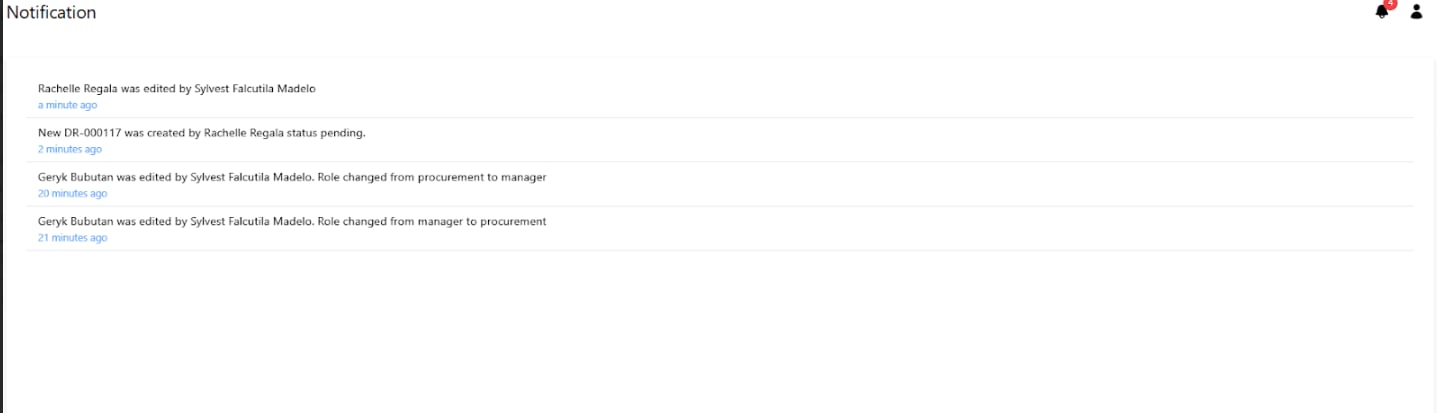 Notification
4
Rachelle Regala was edited by Sylvest Falcutila Madelo
a minute ago
New DR-000117 was created by Rachelle Regala status pending.
2 minutes ago
Geryk Bubutan was edited by Sylvest Falcutila Madelo. Role changed from procurement to manager
20 minutes ago
Geryk Bubutan was edited by Sylvest Falcutila Madelo. Role changed from manager to procurement
21 minutes ago